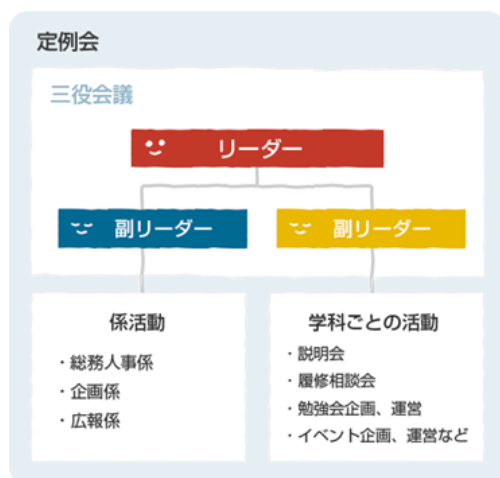 定例会
三役会議
リーダー
副リーダー
副リーダー
係活動
・総務人事係
・企画係
・広報係
学科ごとの活動
・説明会
・履修相談会
・勉強会企画、運営
・イベント企画、運営など